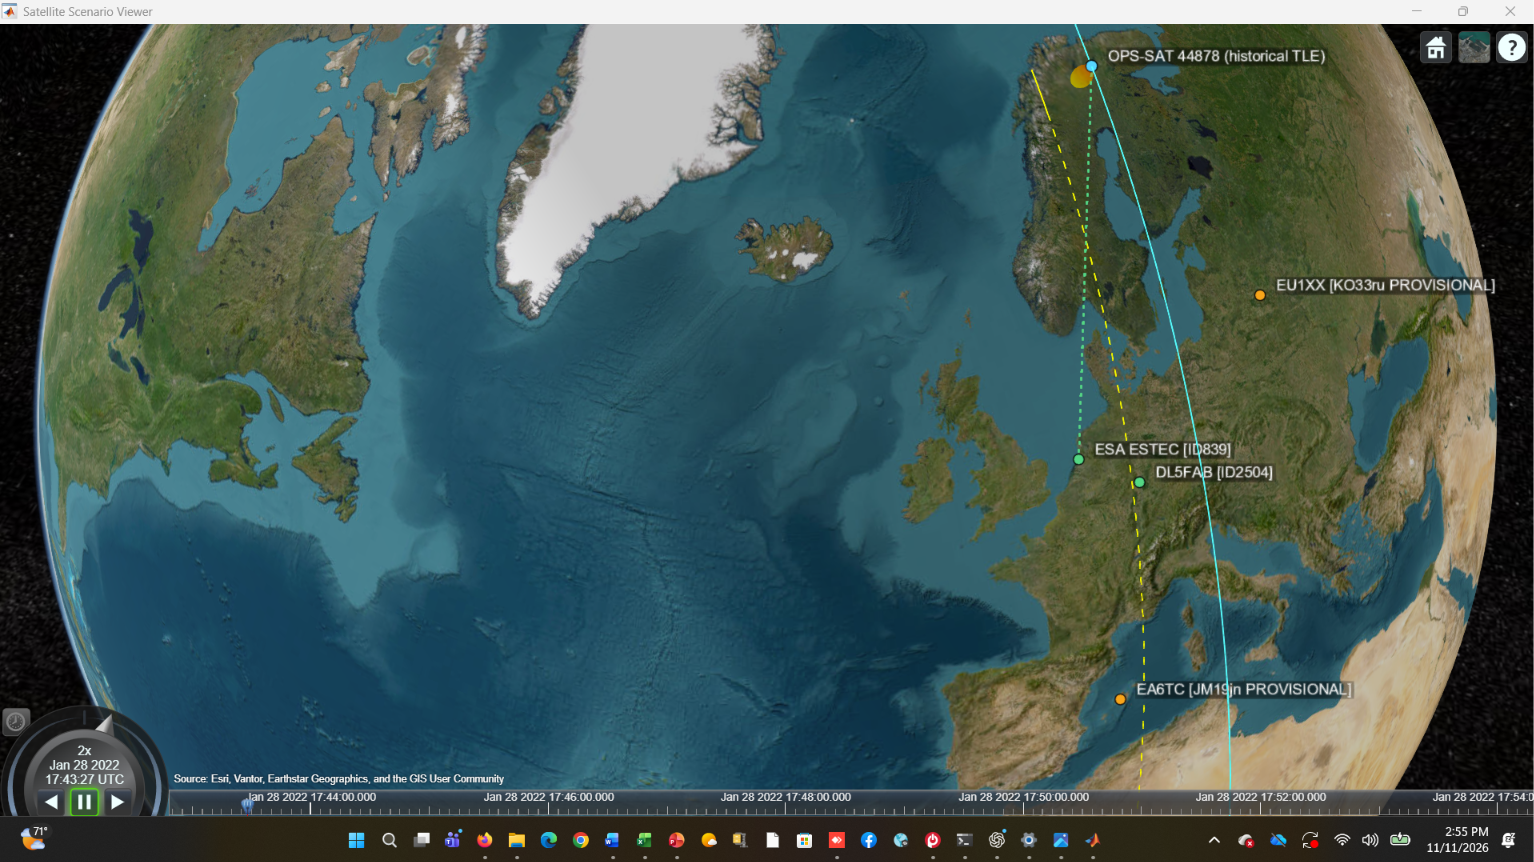 Satellite Scenario Viewer
OPS-SAT 44878 (historical TLE)
EU1XX [KO33ru PROVISIONAL]
ESA ESTEC [ID839]
DL5FAB [ID2504]
EA6TC [JM19jn PROVISIONAL]
2x
Jan 28 2022
17:43:27 UTC
Source: Esri, Vantor, Earthstar Geographics, and the GIS User Community
Jan 28 2022 17:44:00.000
Jan 28 2022 17:46:00.000
Jan 28 2022 17:48:00.000
Jan 28 2022 17:50:00.000
Jan 28 2022 17:52:00.000
Jan 28 2022 17:54:0
71°
2:55 PM
11/11/2026